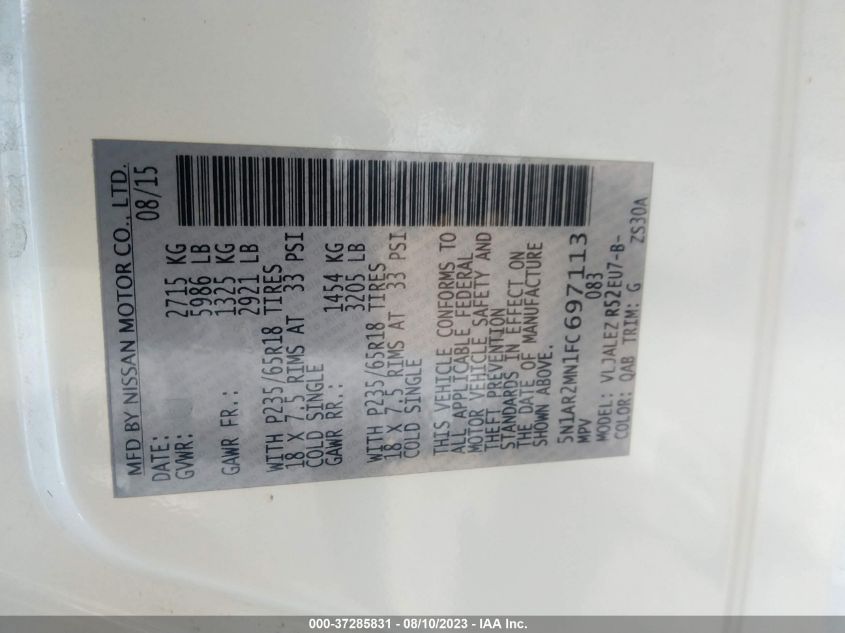 MFD BY NISSAN MOTOR CO., LTD.
DATE: 08/15
GVWR: 2715 KG
5986 LB
GAWR FR.: 1325 KG
2921 LB
WITH P235/65R18 TIRES
18 X 7.5 RIMS AT 33 PSI
COLD SINGLE
GAWR RR.: 1454 KG
3205 LB
WITH P235/65R18 TIRES
18 X 7.5 RIMS AT 33 PSI
COLD SINGLE
THIS VEHICLE CONFORMS TO
ALL APPLICABLE FEDERAL
MOTOR VEHICLE SAFETY AND
THEFT PREVENTION
STANDARDS IN EFFECT ON
THE DATE OF MANUFACTURE
SHOWN ABOVE.
5N1AR2MN1FC697113
MPV 083
MODEL: VLJALEZ R52EU7-B-
COLOR: QAB TRIM: G ZS30A
000-37285831 - 08/10/2023 - IAA Inc.